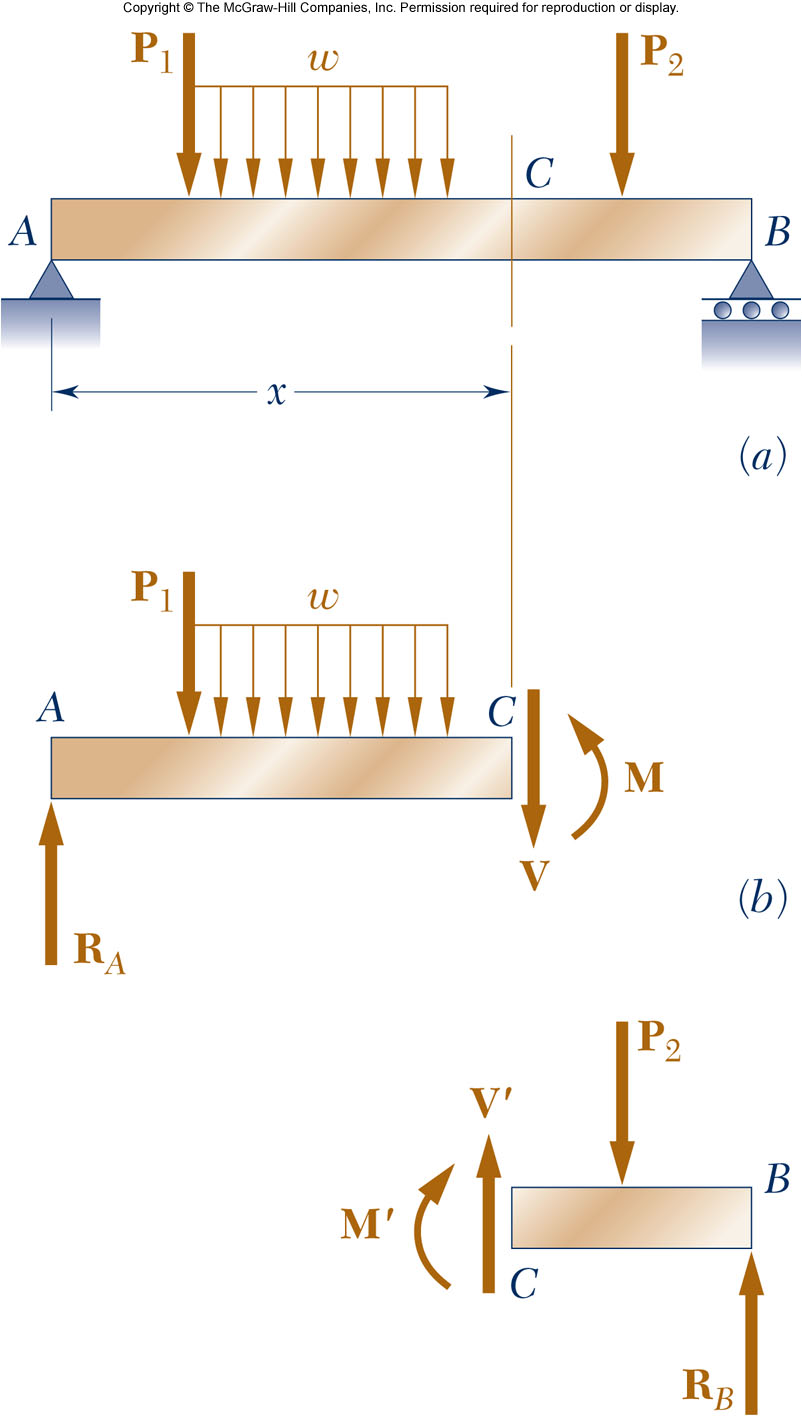 Copyright © The McGraw-Hill Companies, Inc. Permission required for reproduction or display.
P1 w P2
C
A B
x
(a)
P1 w
A C
M
V
(b)
RA
P2
V′
B
M′
C
RB